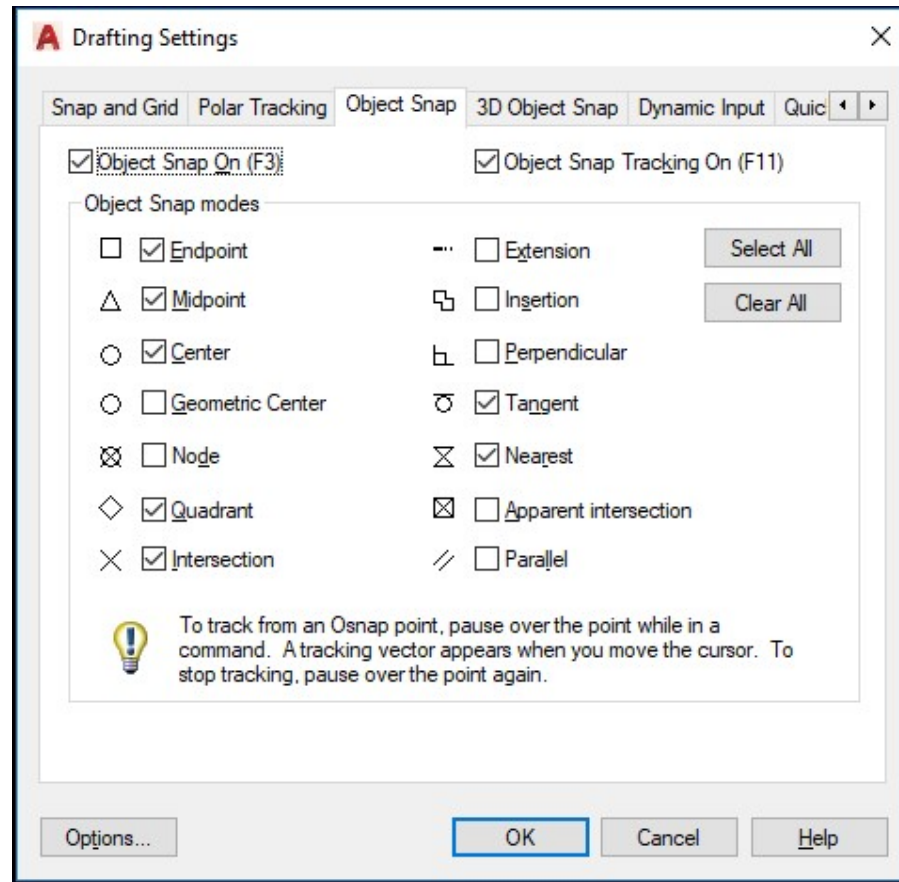 Drafting Settings
Snap and Grid Polar Tracking Object Snap 3D Object Snap Dynamic Input Quic
Object Snap On (F3) Object Snap Tracking On (F11)
Object Snap modes
Endpoint Extension Select All
Midpoint Insertion Clear All
Center Perpendicular
Geometric Center Tangent
Node Nearest
Quadrant Apparent intersection
Intersection Parallel
To track from an Osnap point, pause over the point while in a
command. A tracking vector appears when you move the cursor. To
stop tracking, pause over the point again.
Options... OK Cancel Help